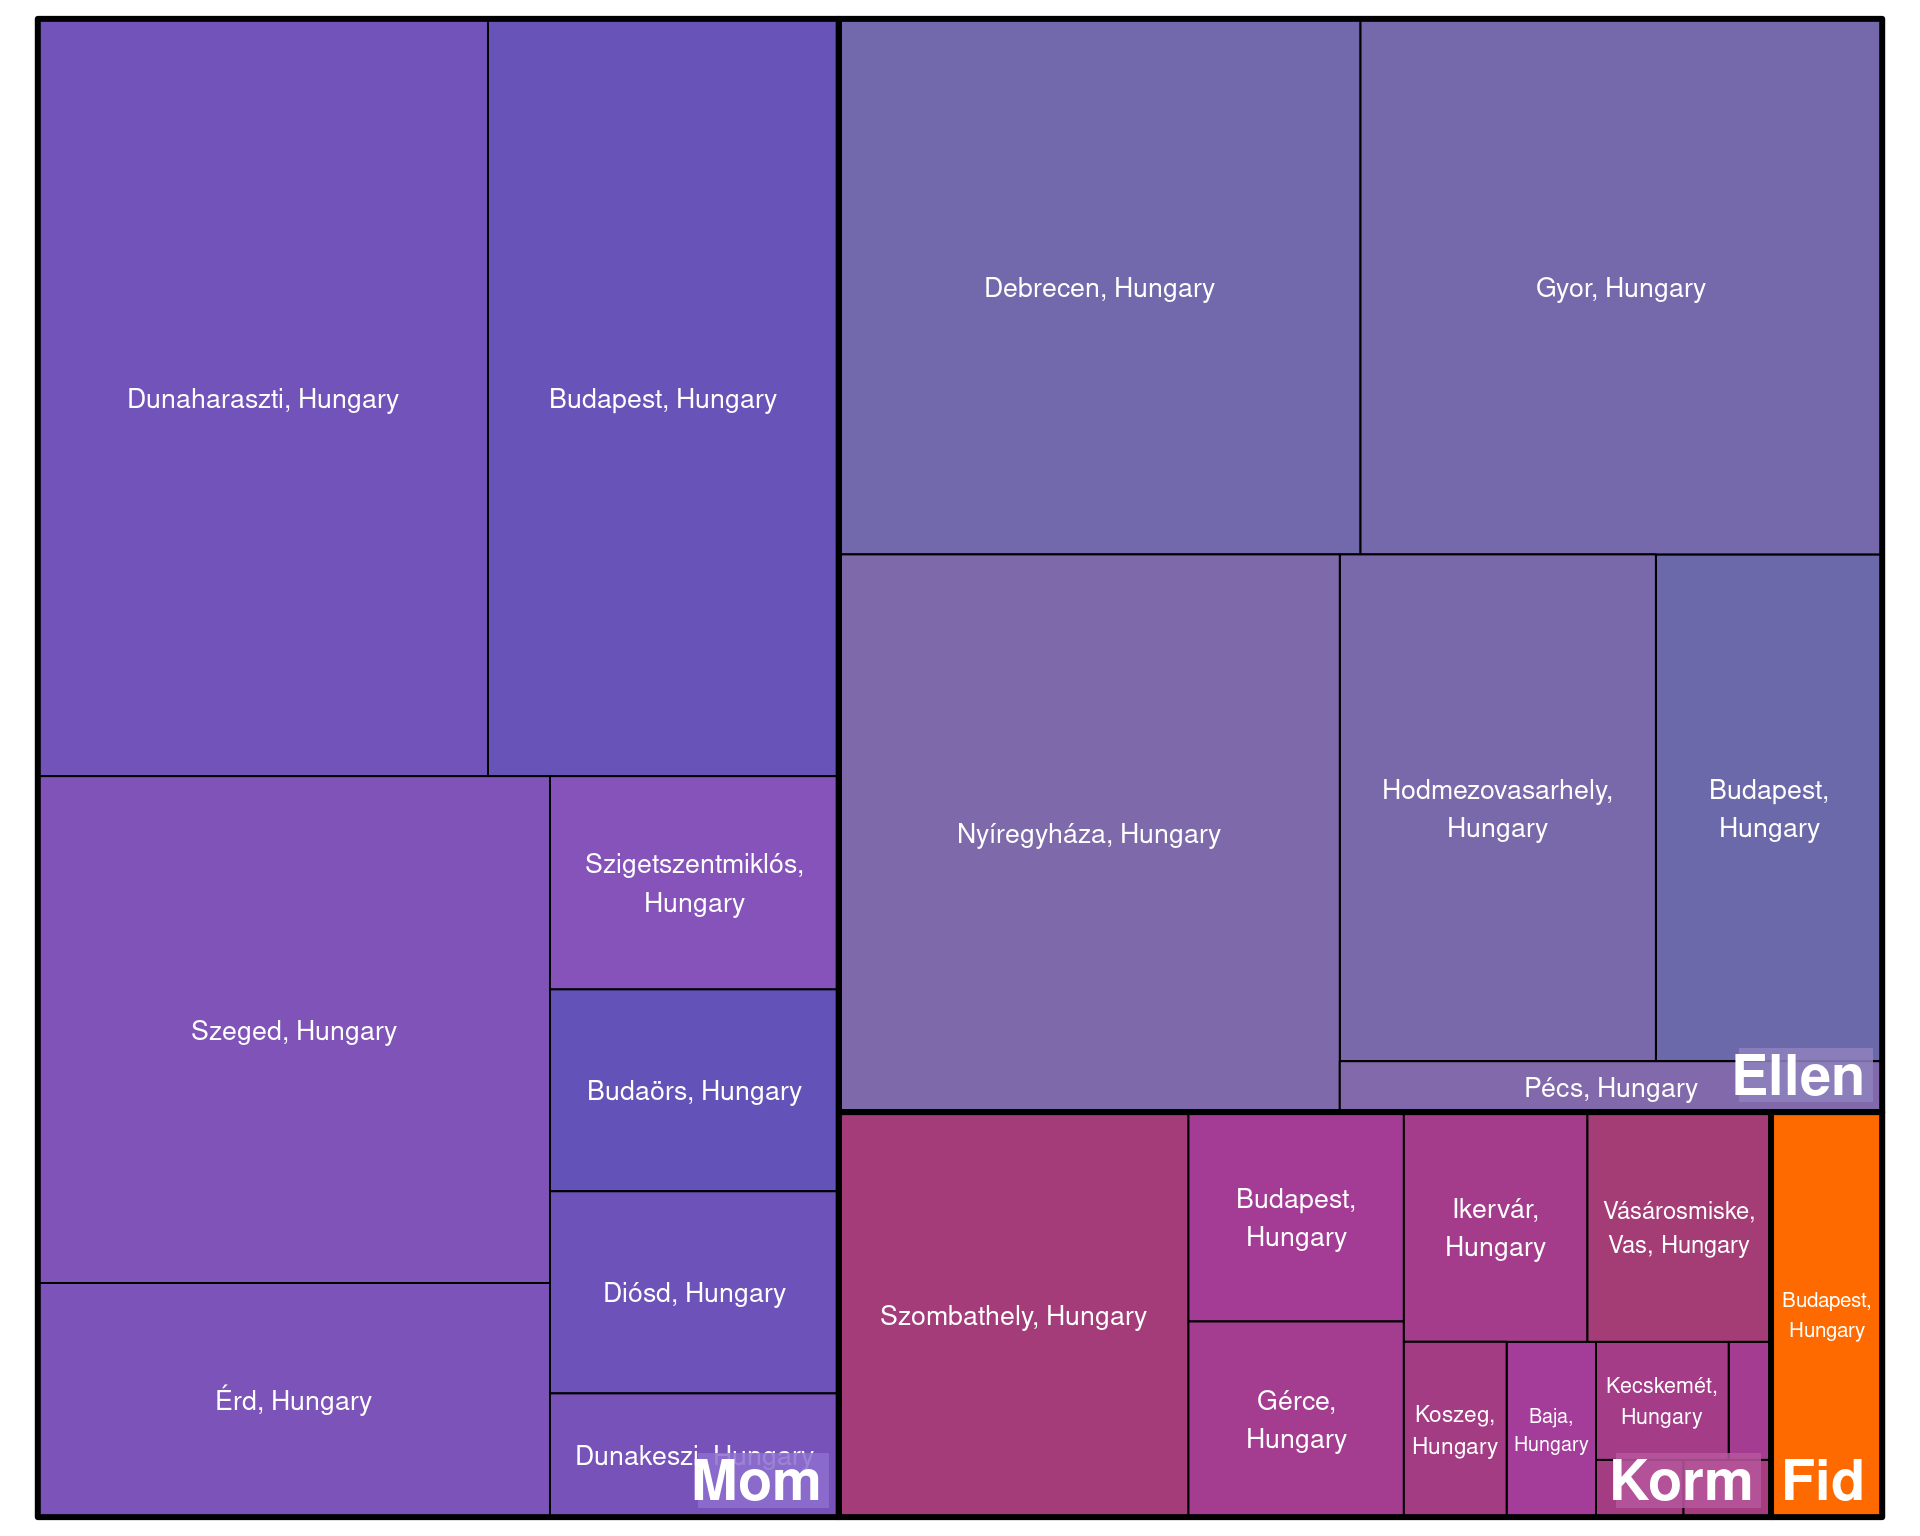 Dunaharaszti, Hungary
Budapest, Hungary
Szeged, Hungary
Szigetszentmiklós,
Hungary
Budaörs, Hungary
Diósd, Hungary
Érd, Hungary
Dunakeszi, Hungary
Mom
Debrecen, Hungary
Gyor, Hungary
Nyíregyháza, Hungary
Hodmezovasarhely,
Hungary
Budapest,
Hungary
Pécs, Hungary
Ellen
Szombathely, Hungary
Budapest,
Hungary
Gérce,
Hungary
Ikervár,
Hungary
Vásárosmiske,
Vas, Hungary
Koszeg,
Hungary
Baja,
Hungary
Kecskemét,
Hungary
Korm
Budapest,
Hungary
Fid